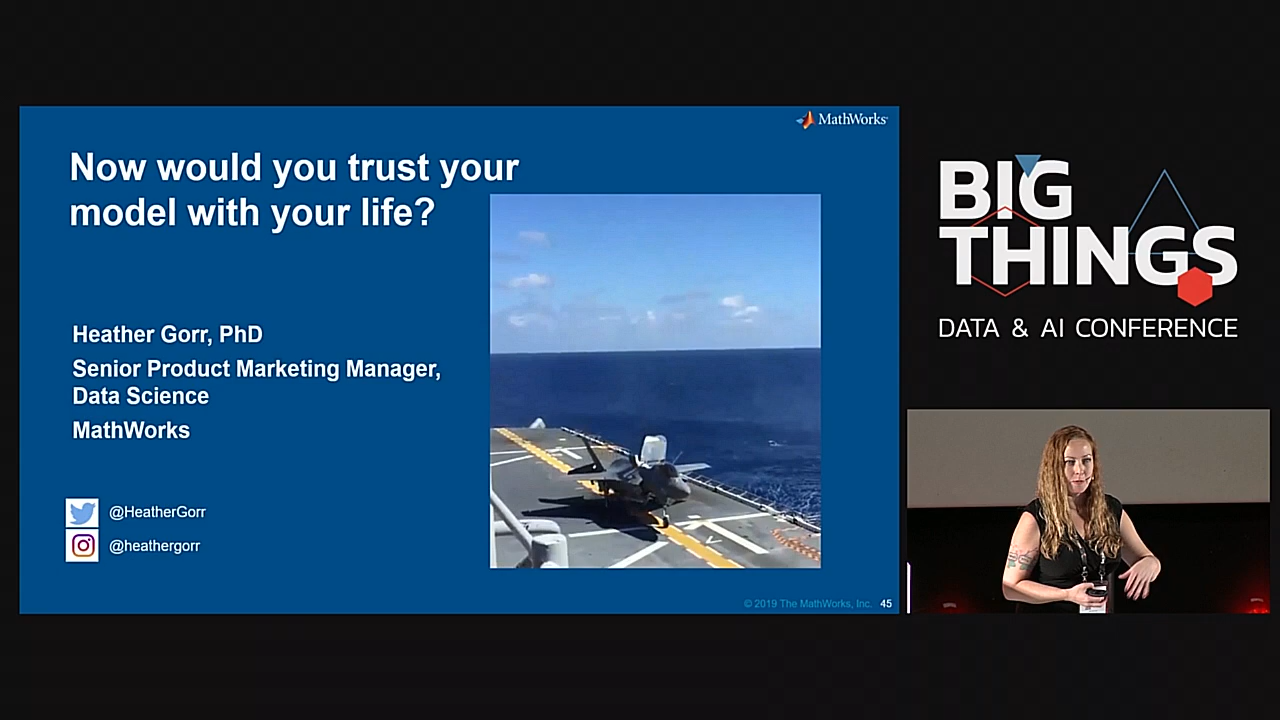 MathWorks
Now would you trust your
model with your life?
Heather Gorr, PhD
Senior Product Marketing Manager,
Data Science
MathWorks
@HeatherGorr
@heathergorr
© 2019 The MathWorks, Inc. 45
BIG
THINGS
DATA & AI CONFERENCE